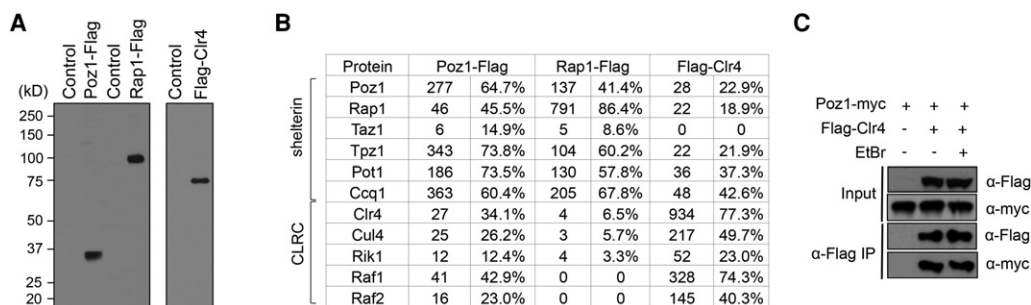 A
Control
Poz1-Flag
Control
Rap1-Flag
Control
Flag-Clr4
(kD)
250
150
100
75
50
37
25
20
B
Protein Poz1-Flag Rap1-Flag Flag-Clr4
shelterin
Poz1 277 64.7% 137 41.4% 28 22.9%
Rap1 46 45.5% 791 86.4% 22 18.9%
Taz1 6 14.9% 5 8.6% 0 0
Tpz1 343 73.8% 104 60.2% 22 21.9%
Pot1 186 73.5% 130 57.8% 36 37.3%
Ccq1 363 60.4% 205 67.8% 48 42.6%
CLRC
Clr4 27 34.1% 4 6.5% 934 77.3%
Cul4 25 26.2% 3 5.7% 217 49.7%
Rik1 12 12.4% 4 3.3% 52 23.0%
Raf1 41 42.9% 0 0 328 74.3%
Raf2 16 23.0% 0 0 145 40.3%
C
Poz1-myc + + +
Flag-Clr4 - + +
EtBr - - +
Input
α-Flag
α-myc
α-Flag IP
α-Flag
α-myc